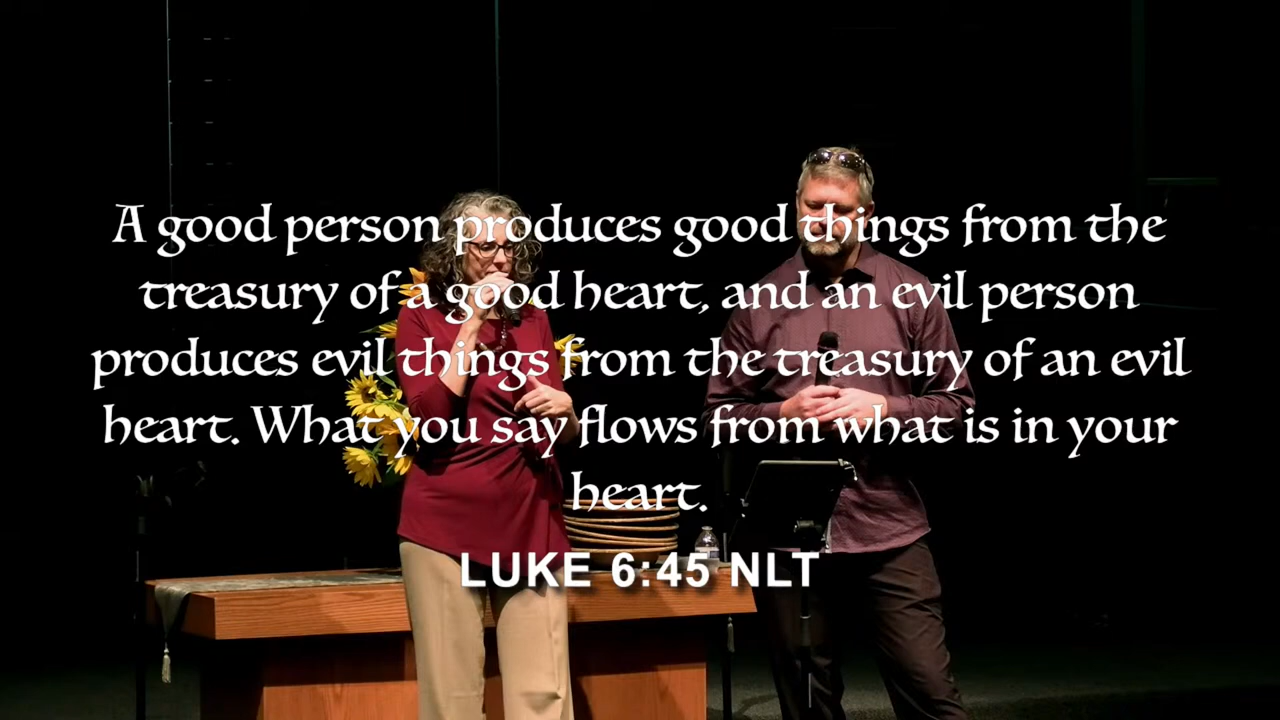 A good person produces good things from the
treasury of a good heart, and an evil person
produces evil things from the treasury of an evil
heart. What you say flows from what is in your
heart.
LUKE 6:45 NLT